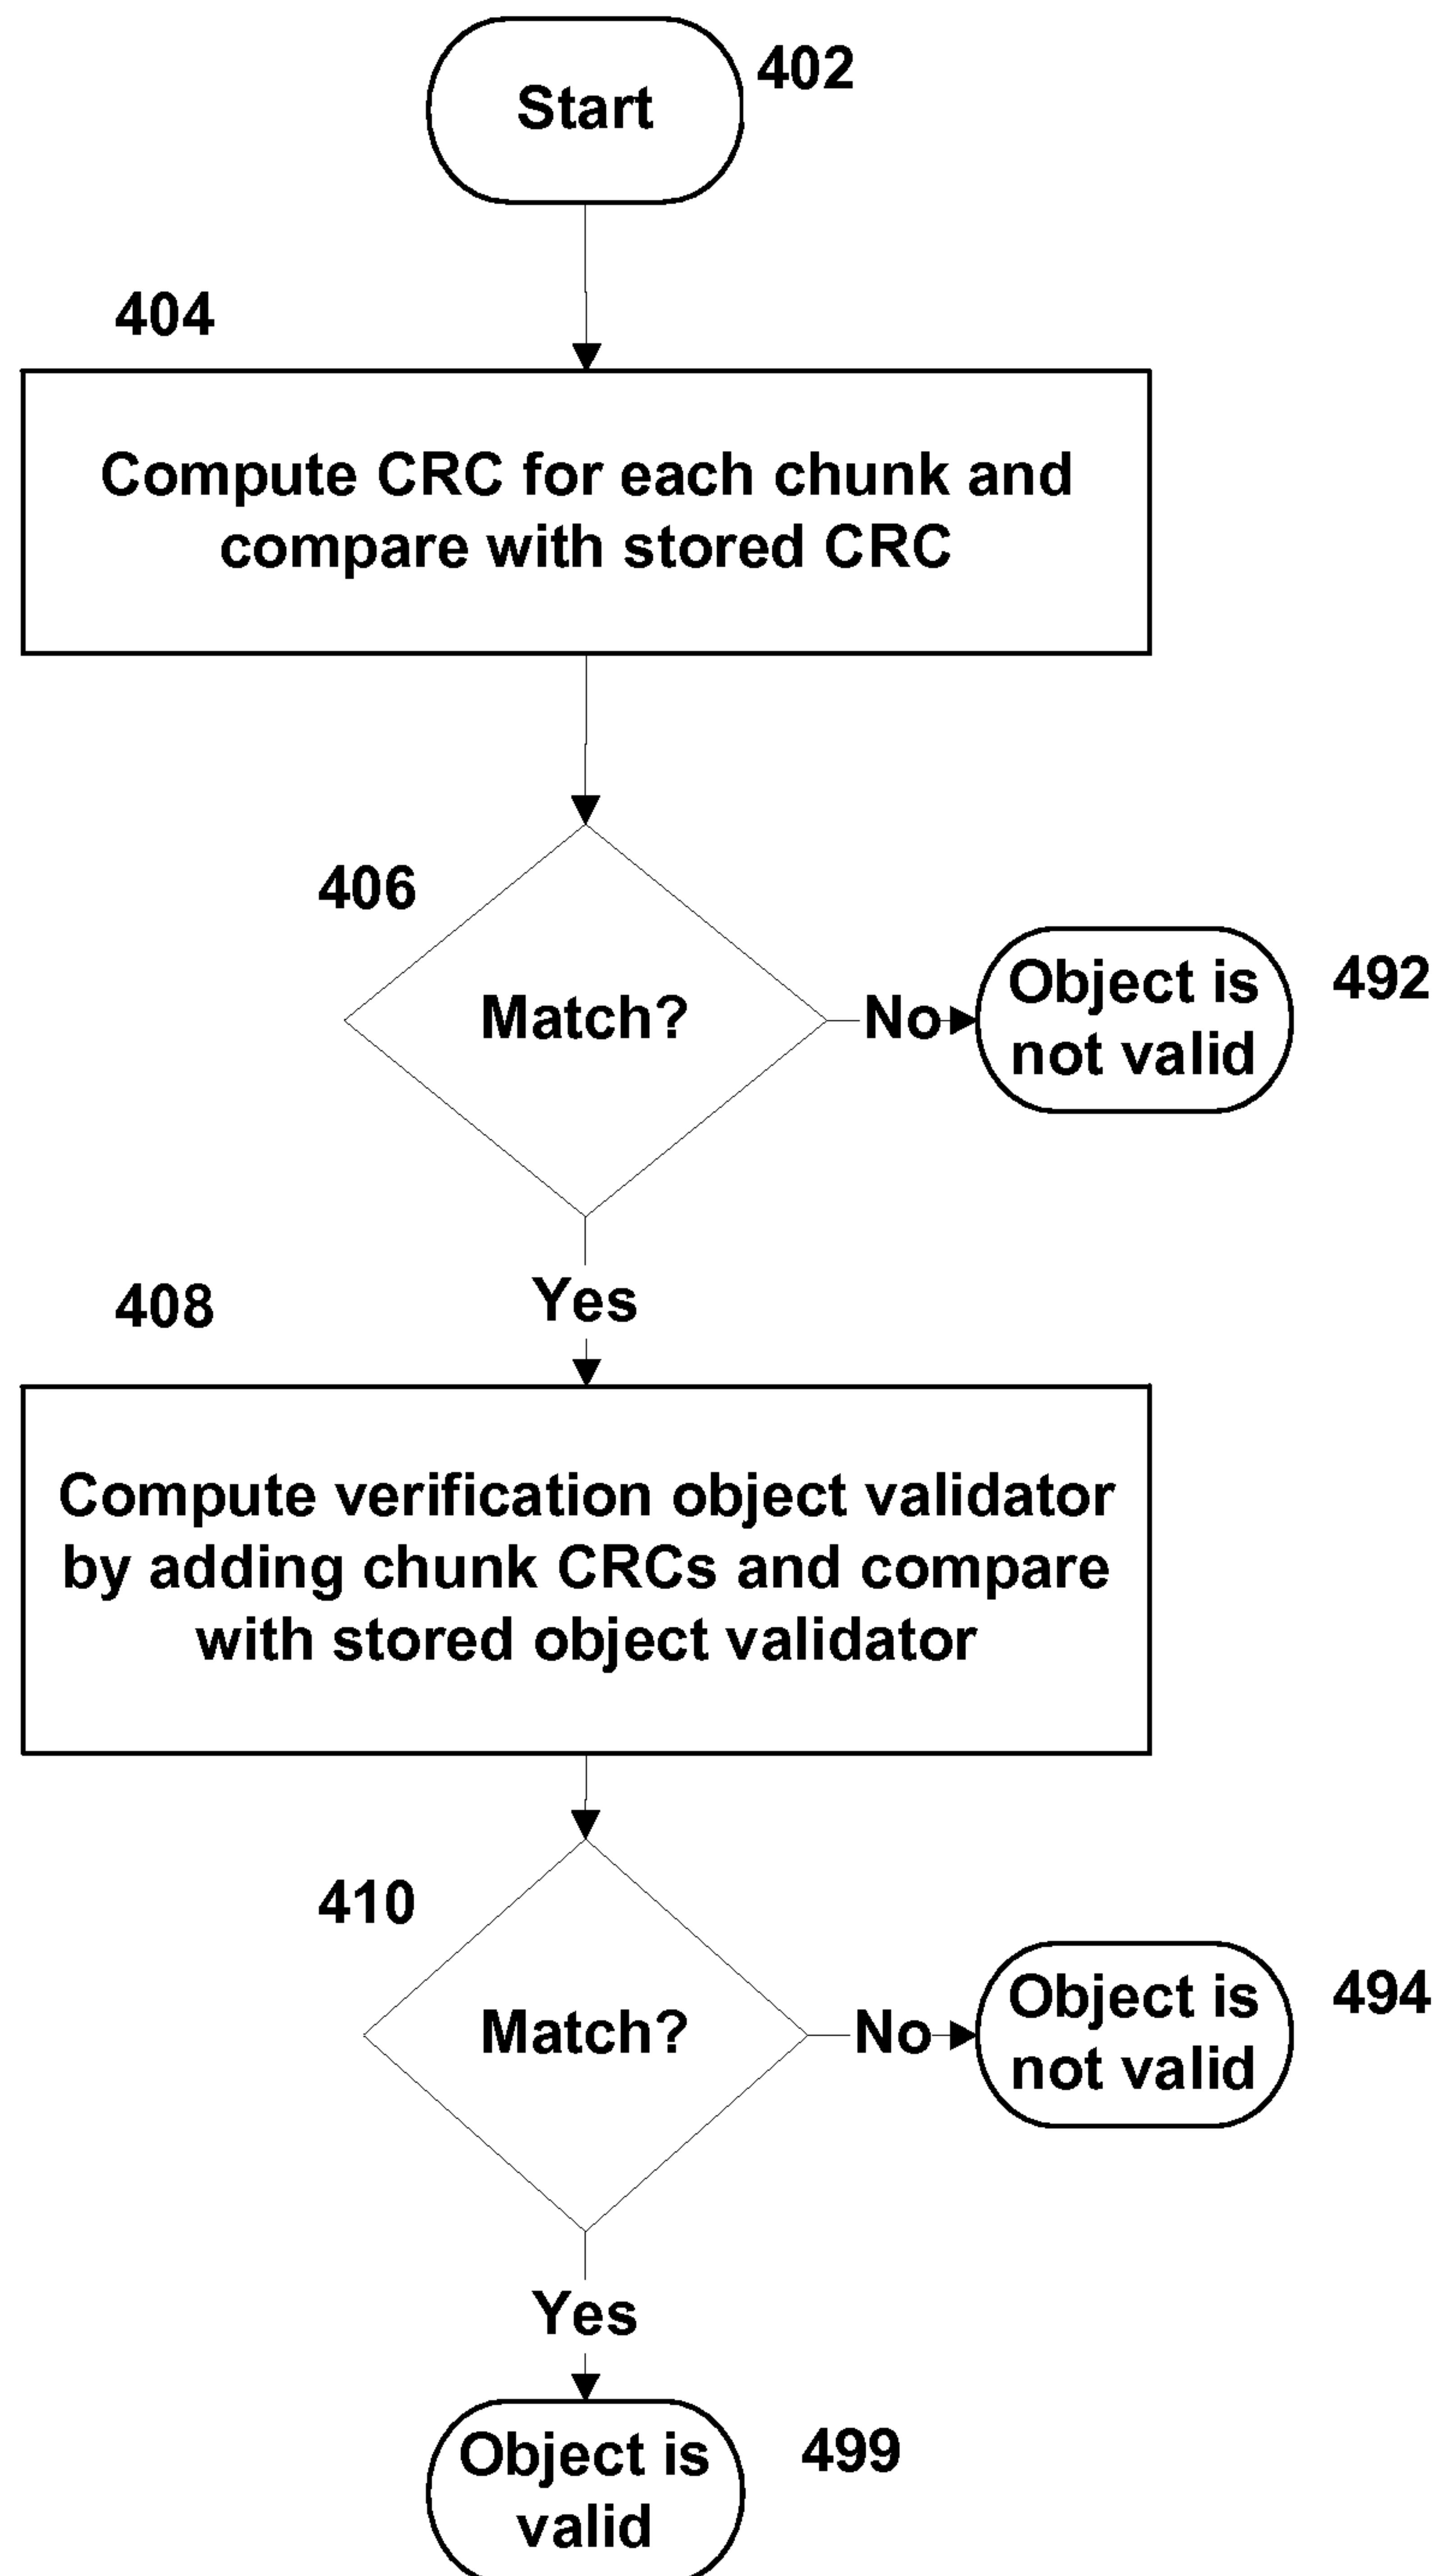 Start
402
404
Compute CRC for each chunk and
compare with stored CRC
406
Match?
No
Object is
not valid
492
Yes
408
Compute verification object validator
by adding chunk CRCs and compare
with stored object validator
410
Match?
No
Object is
not valid
494
Yes
Object is
valid
499